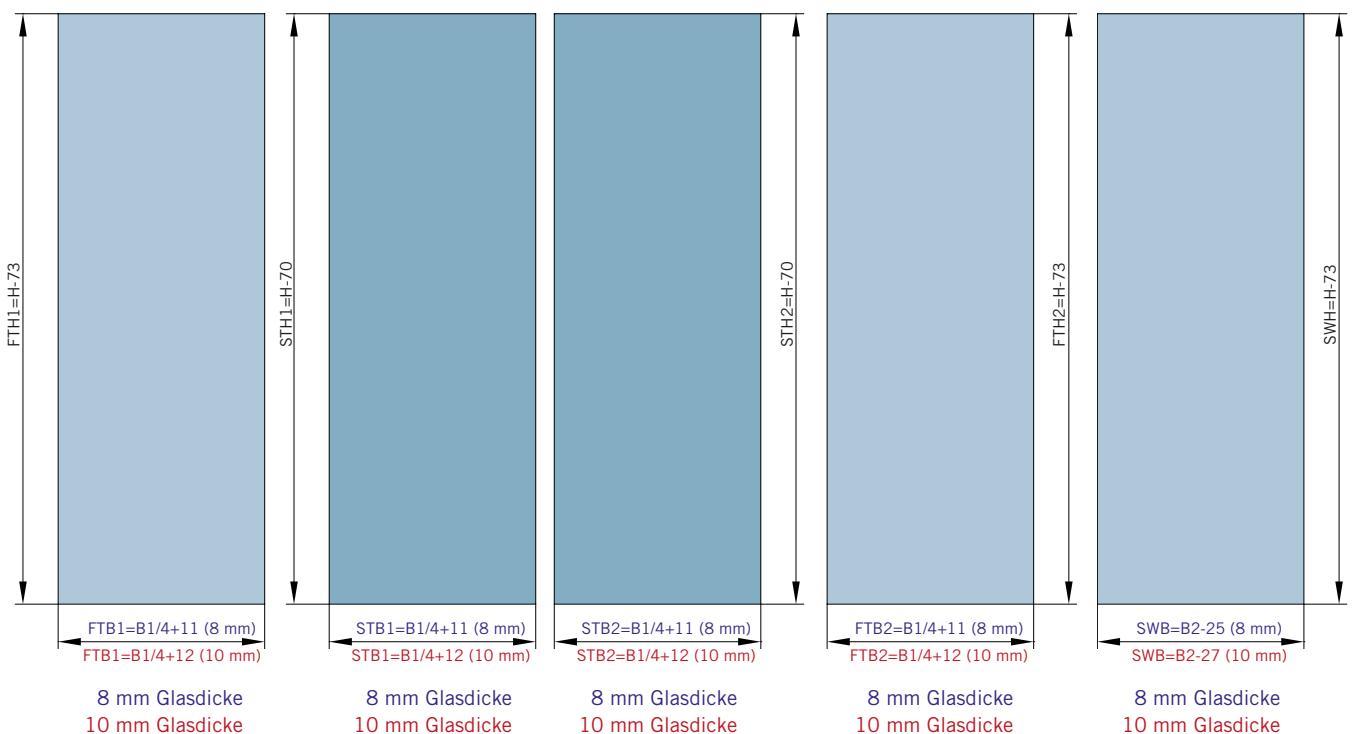 FTH1=H-73
STH1=H-70
STH2=H-70
FTH2=H-73
SWH=H-73
FTB1=B1/4+11 (8 mm)
FTB1=B1/4+12 (10 mm)
STB1=B1/4+11 (8 mm)
STB1=B1/4+12 (10 mm)
STB2=B1/4+11 (8 mm)
STB2=B1/4+12 (10 mm)
FTB2=B1/4+11 (8 mm)
FTB2=B1/4+12 (10 mm)
SWB=B2-25 (8 mm)
SWB=B2-27 (10 mm)
8 mm Glasdicke
10 mm Glasdicke
8 mm Glasdicke
10 mm Glasdicke
8 mm Glasdicke
10 mm Glasdicke
8 mm Glasdicke
10 mm Glasdicke
8 mm Glasdicke
10 mm Glasdicke